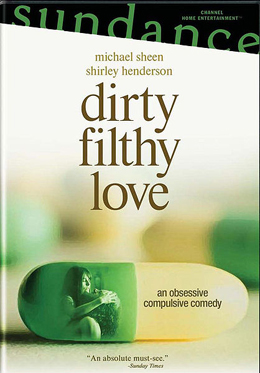 sundance
CHANNEL
HOME ENTERTAINMENT™
michael sheen
shirley henderson
dirty
filthy
love
an obsessive
compulsive comedy
"An absolute must-see."
-Sunday Times